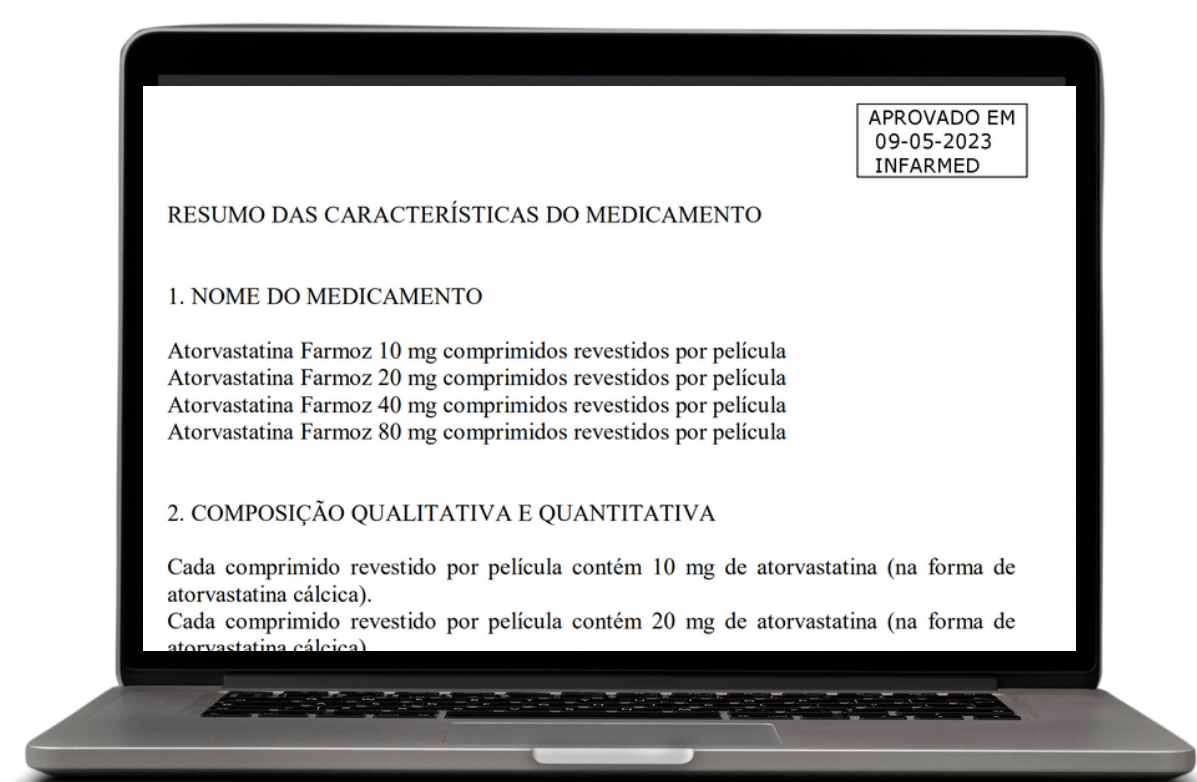 APROVADO EM
09-05-2023
INFARMED
RESUMO DAS CARACTERÍSTICAS DO MEDICAMENTO
1. NOME DO MEDICAMENTO
Atorvastatina Farmoz 10 mg comprimidos revestidos por película
Atorvastatina Farmoz 20 mg comprimidos revestidos por película
Atorvastatina Farmoz 40 mg comprimidos revestidos por película
Atorvastatina Farmoz 80 mg comprimidos revestidos por película
2. COMPOSIÇÃO QUALITATIVA E QUANTITATIVA
Cada comprimido revestido por película contém 10 mg de atorvastatina (na forma de
atorvastatina cálcica).
Cada comprimido revestido por película contém 20 mg de atorvastatina (na forma de
atorvastatina cálcica)